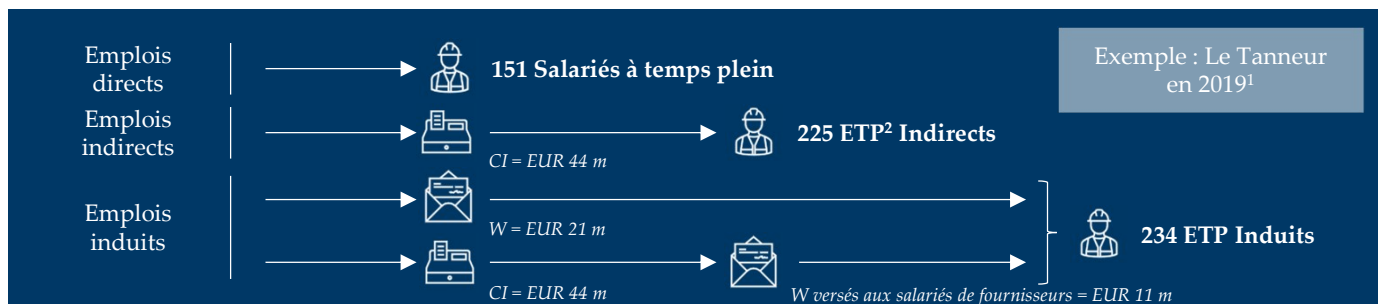 Emplois
directs
151 Salariés à temps plein
Exemple : Le Tanneur
en 2019¹
Emplois
indirects
CI = EUR 44 m
225 ETP² Indirects
Emplois
induits
W = EUR 21 m
CI = EUR 44 m
W versés aux salariés de fournisseurs = EUR 11 m
234 ETP Induits